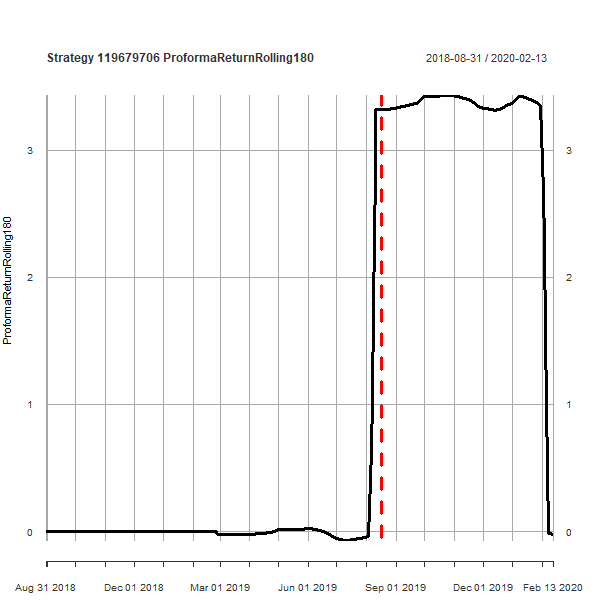 Strategy 119679706 ProformaReturnRolling180
2018-08-31 / 2020-02-13
ProformaReturnRolling180
3
3
2
2
1
1
0
0
Aug 31 2018
Dec 01 2018
Mar 01 2019
Jun 01 2019
Sep 01 2019
Dec 01 2019
Feb 13 2020